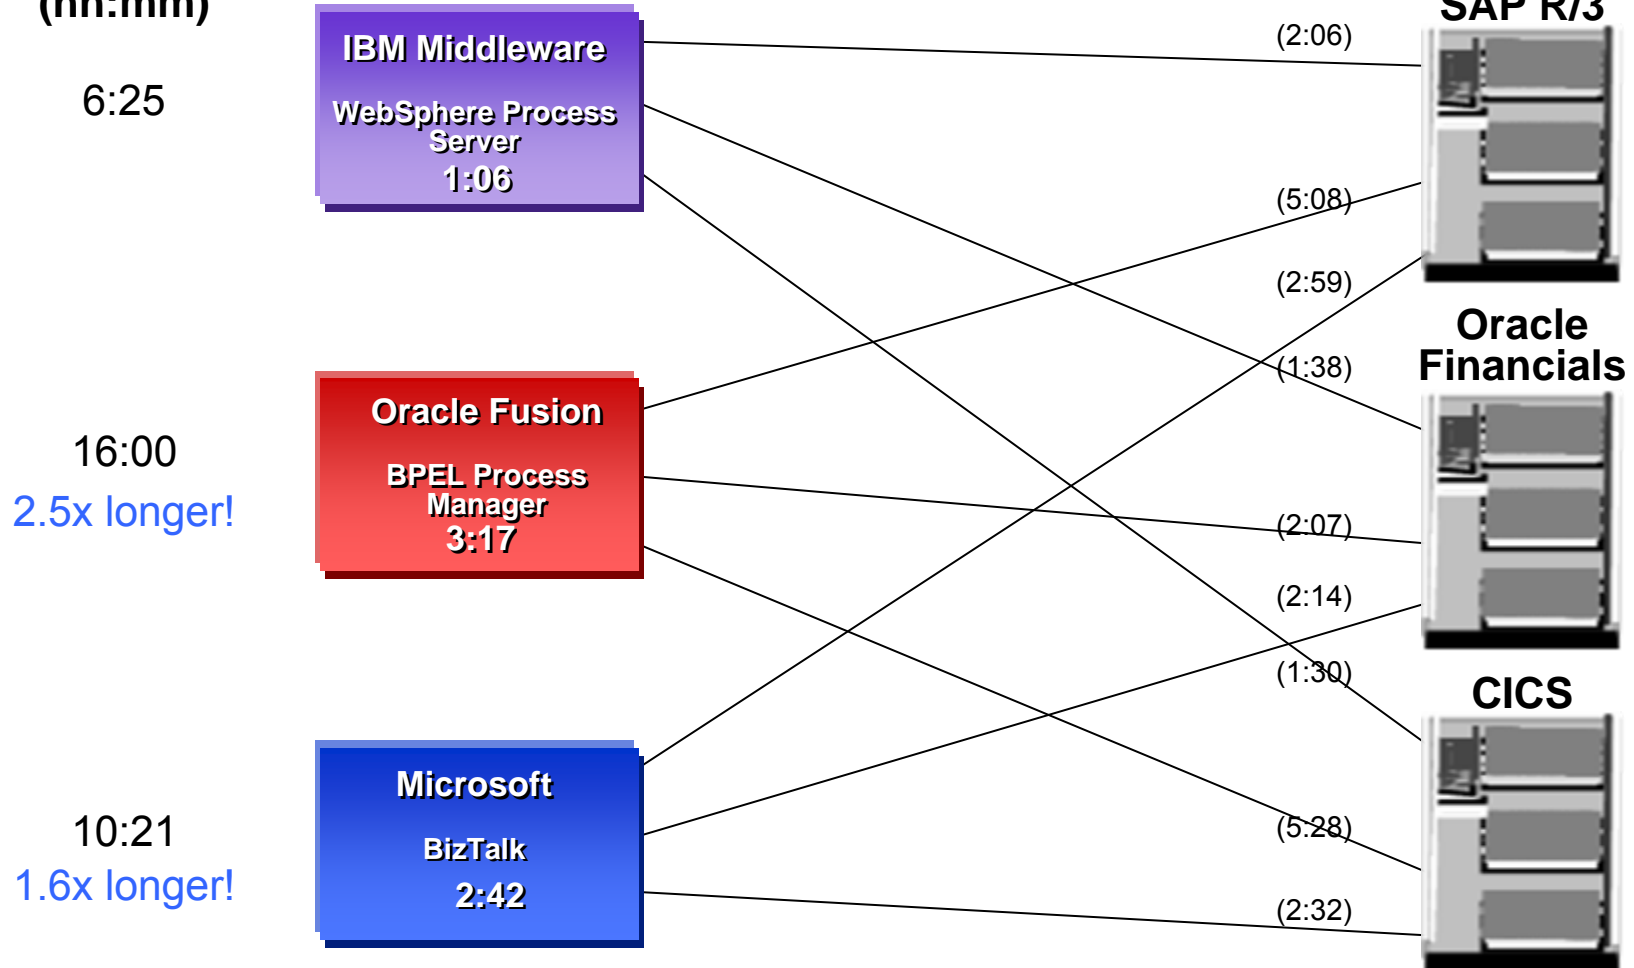 (hh:mm)
6:25
16:00
2.5x longer!
10:21
1.6x longer!
IBM Middleware
WebSphere Process
Server
1:06
Oracle Fusion
BPEL Process
Manager
3:17
Microsoft
BizTalk
2:42
(2:06)
(5:08)
(2:59)
(1:38)
(2:07)
(2:14)
(1:30)
(5:28)
(2:32)
SAP R/3
Oracle
Financials
CICS